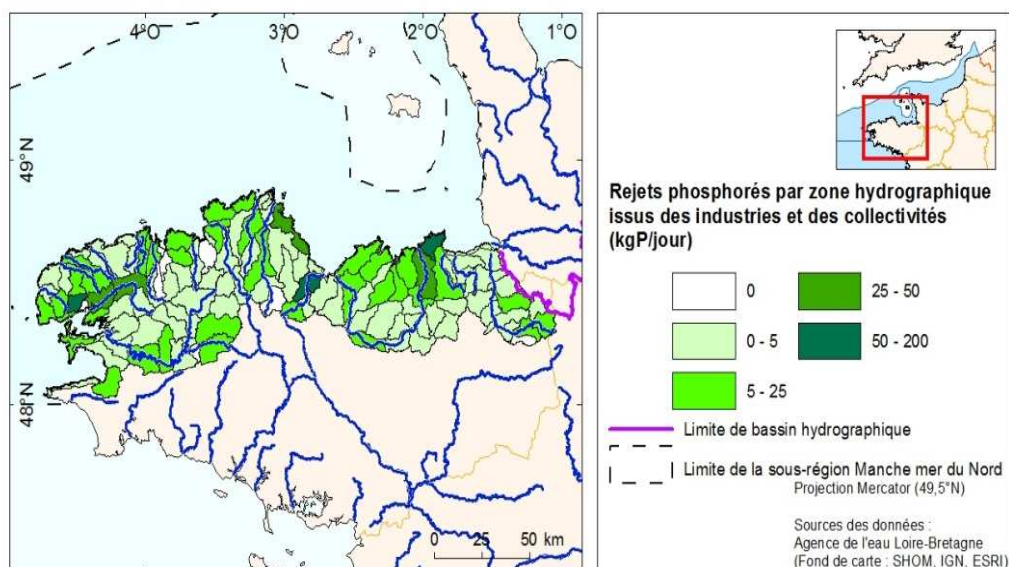 4°O 3°O 2°O 1°O
49°N
48°N
0 25 50 km
Rejets phosphorés par zone hydrographique
issus des industries et des collectivités
(kgP/jour)
0
25 - 50
0 - 5
50 - 200
5 - 25
Limite de bassin hydrographique
Limite de la sous-région Manche mer du Nord
Projection Mercator (49,5°N)
Sources des données :
Agence de l'eau Loire-Bretagne
(Fond de carte : SHOM, IGN, ESRI)